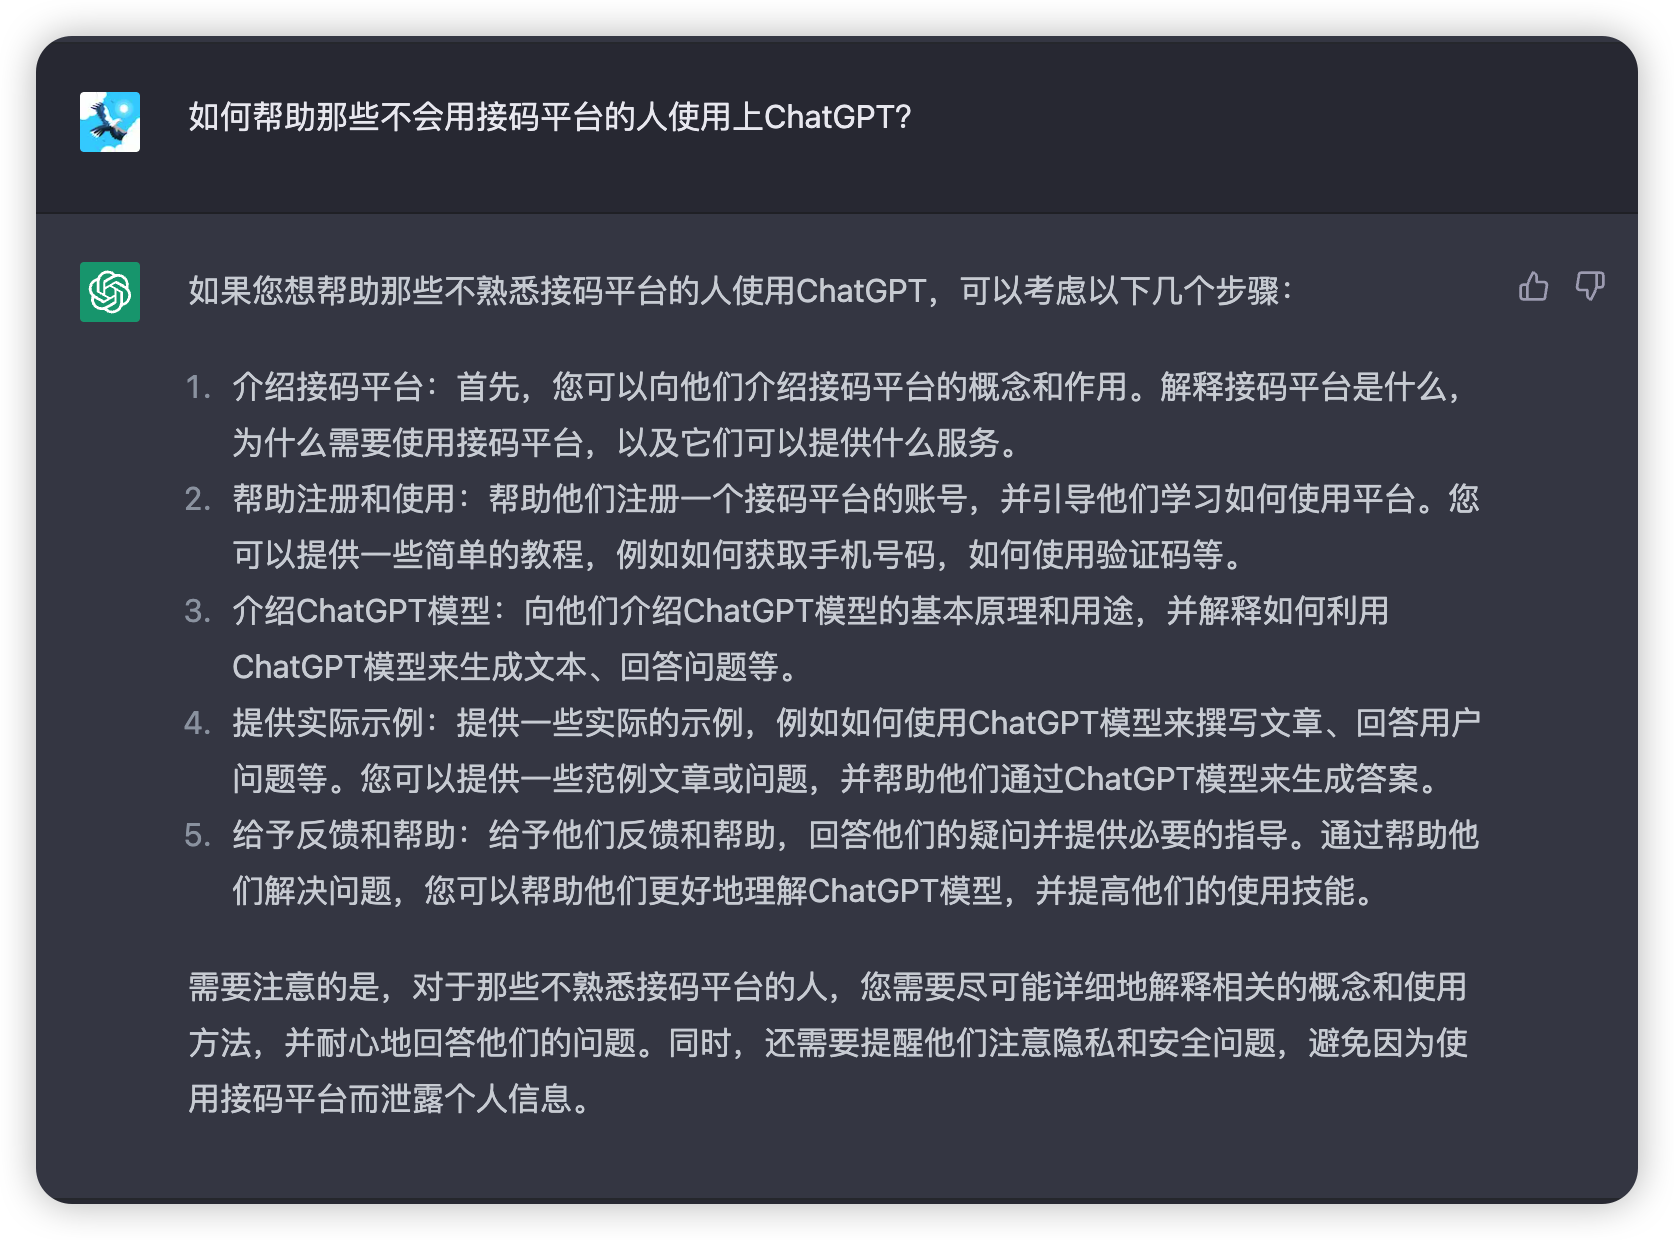 如何帮助那些不会用接码平台的人使用上ChatGPT?
如果您想帮助那些不熟悉接码平台的人使用ChatGPT，可以考虑以下几个步骤：
1. 介绍接码平台：首先，您可以向他们介绍接码平台的概念和作用。解释接码平台是什么，
为什么需要使用接码平台，以及它们可以提供什么服务。
2. 帮助注册和使用：帮助他们注册一个接码平台的账号，并引导他们学习如何使用平台。您
可以提供一些简单的教程，例如如何获取手机号码，如何使用验证码等。
3. 介绍ChatGPT模型：向他们介绍ChatGPT模型的基本原理和用途，并解释如何利用
ChatGPT模型来生成文本、回答问题等。
4. 提供实际示例：提供一些实际的示例，例如如何使用ChatGPT模型来撰写文章、回答用户
问题等。您可以提供一些范例文章或问题，并帮助他们通过ChatGPT模型来生成答案。
5. 给予反馈和帮助：给予他们反馈和帮助，回答他们的疑问并提供必要的指导。通过帮助他
们解决问题，您可以帮助他们更好地理解ChatGPT模型，并提高他们的使用技能。
需要注意的是，对于那些不熟悉接码平台的人，您需要尽可能详细地解释相关的概念和使用
方法，并耐心地回答他们的问题。同时，还需要提醒他们注意隐私和安全问题，避免因为使
用接码平台而泄露个人信息。